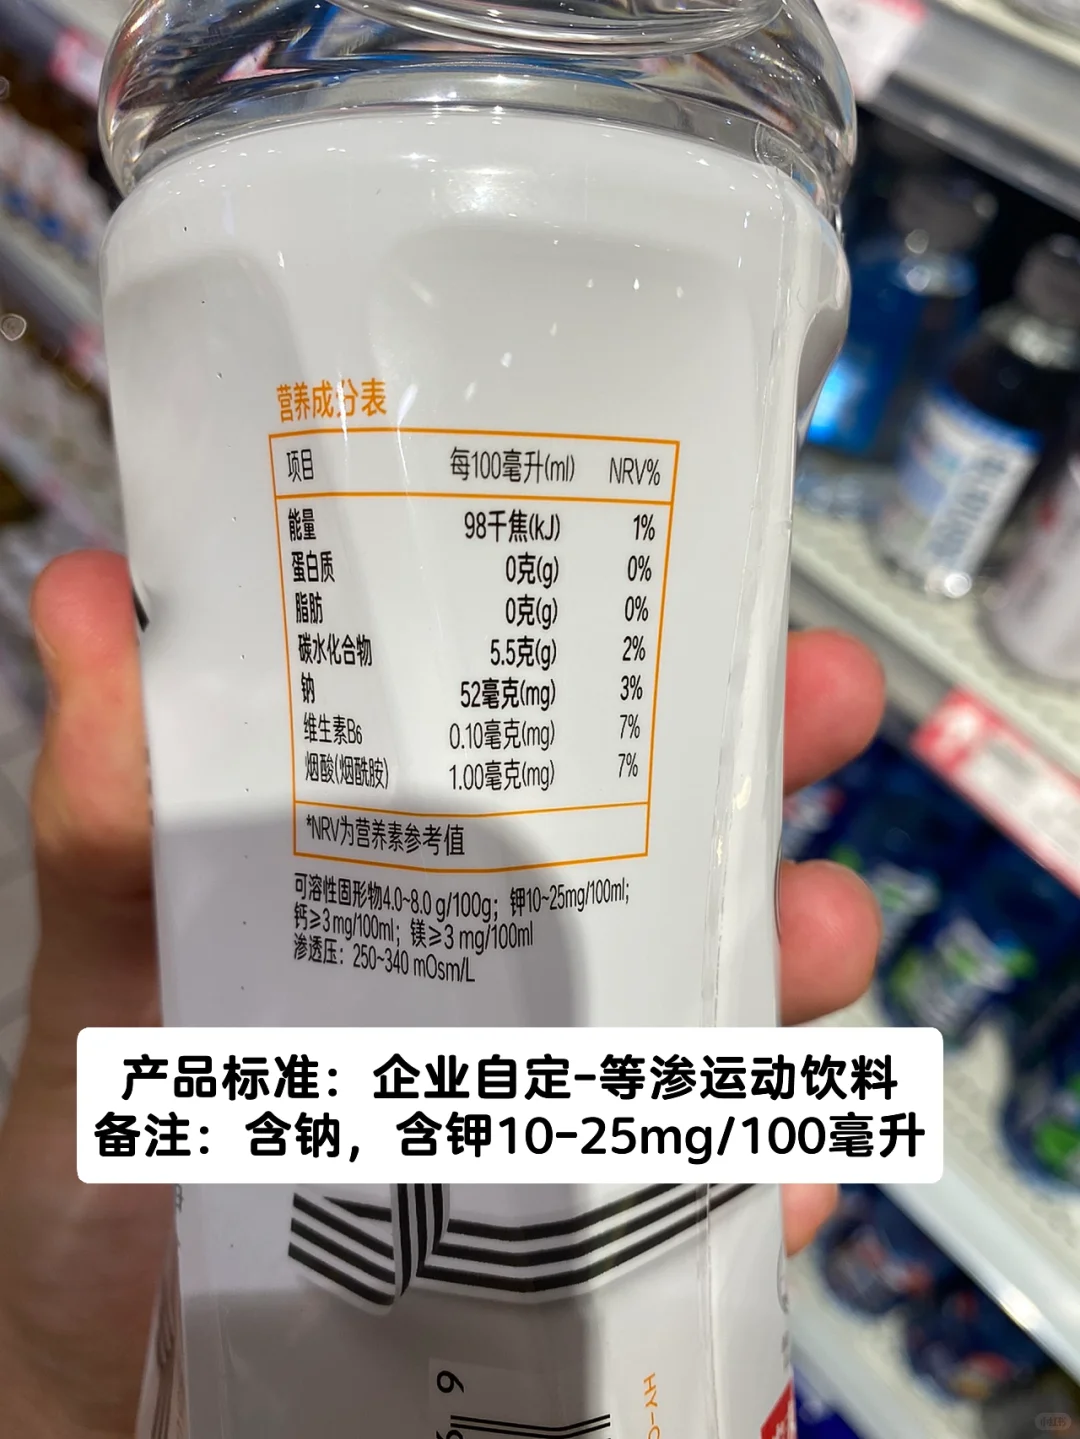 营养成分表
项目 每100毫升(ml) NRV%
能量 98千焦(kJ) 1%
蛋白质 0克(g) 0%
脂肪 0克(g) 0%
碳水化合物 5.5克(g) 2%
钠 52毫克(mg) 3%
维生素B₆ 0.10毫克(mg) 7%
烟酸(烟酰胺) 1.00毫克(mg) 7%
*NRV为营养素参考值
可溶性固形物4.0~8.0 g/100g；钾10~25mg/100ml；
钙≥3mg/100ml；镁≥3 mg/100ml
渗透压：250~340 mOsm/L
产品标准：企业自定-等渗运动饮料
备注：含钠，含钾10-25mg/100毫升
6
HY-
小红书